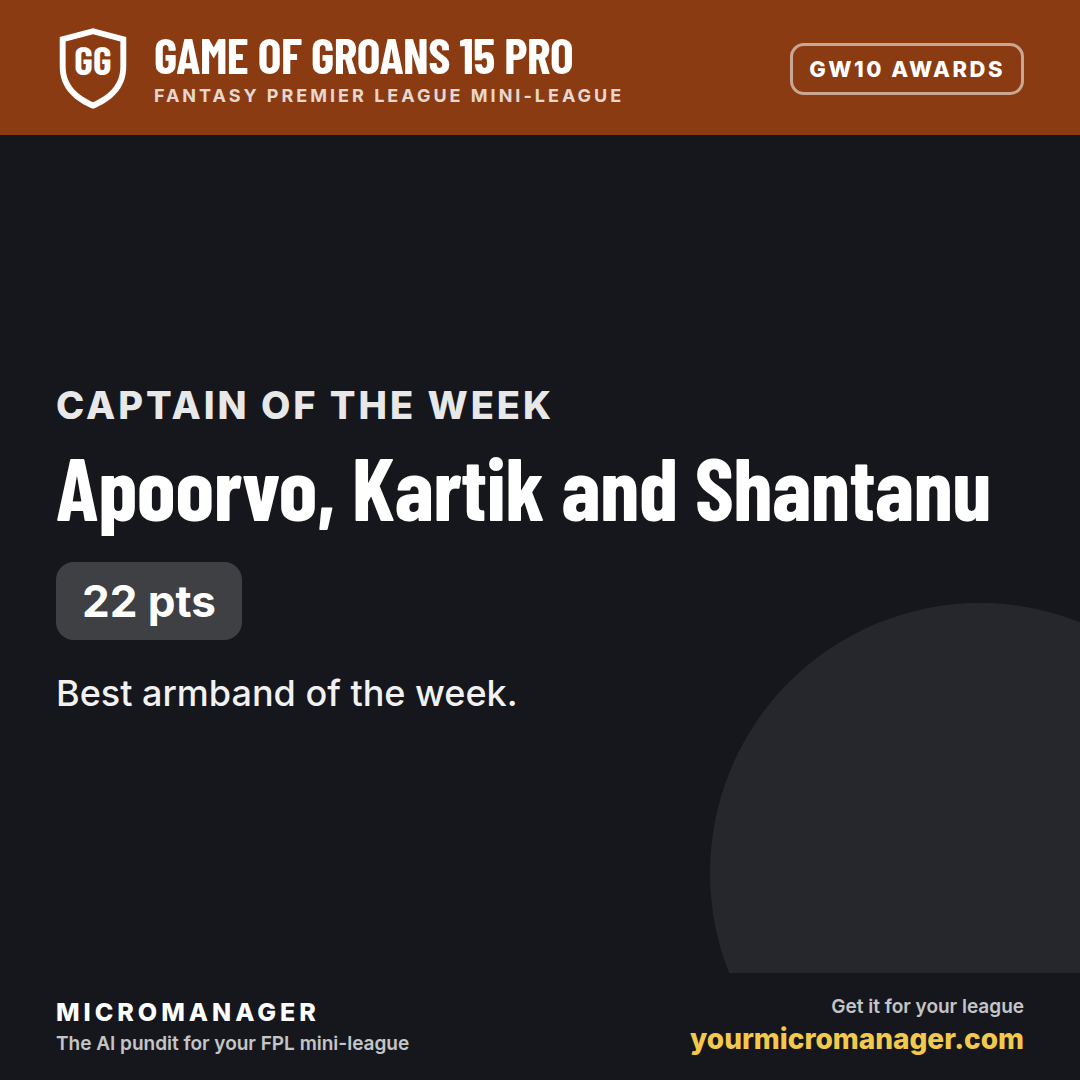 GG
GAME OF GROANS 15 PRO
FANTASY PREMIER LEAGUE MINI-LEAGUE
GW10 AWARDS
CAPTAIN OF THE WEEK
Apoorvo, Kartik and Shantanu
22 pts
Best armband of the week.
MICROMANAGER
The AI pundit for your FPL mini-league
Get it for your league
yourmicromanager.com